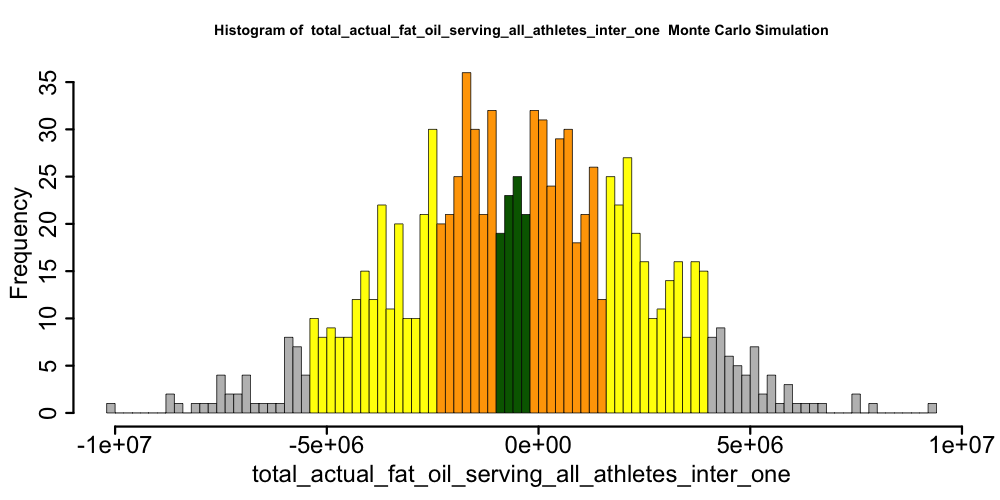 Histogram of  total_actual_fat_oil_serving_all_athletes_inter_one  Monte Carlo Simulation
35
30
25
20
15
10
5
0
Frequency
-1e+07 -5e+06 0e+00 5e+06 1e+07
total_actual_fat_oil_serving_all_athletes_inter_one